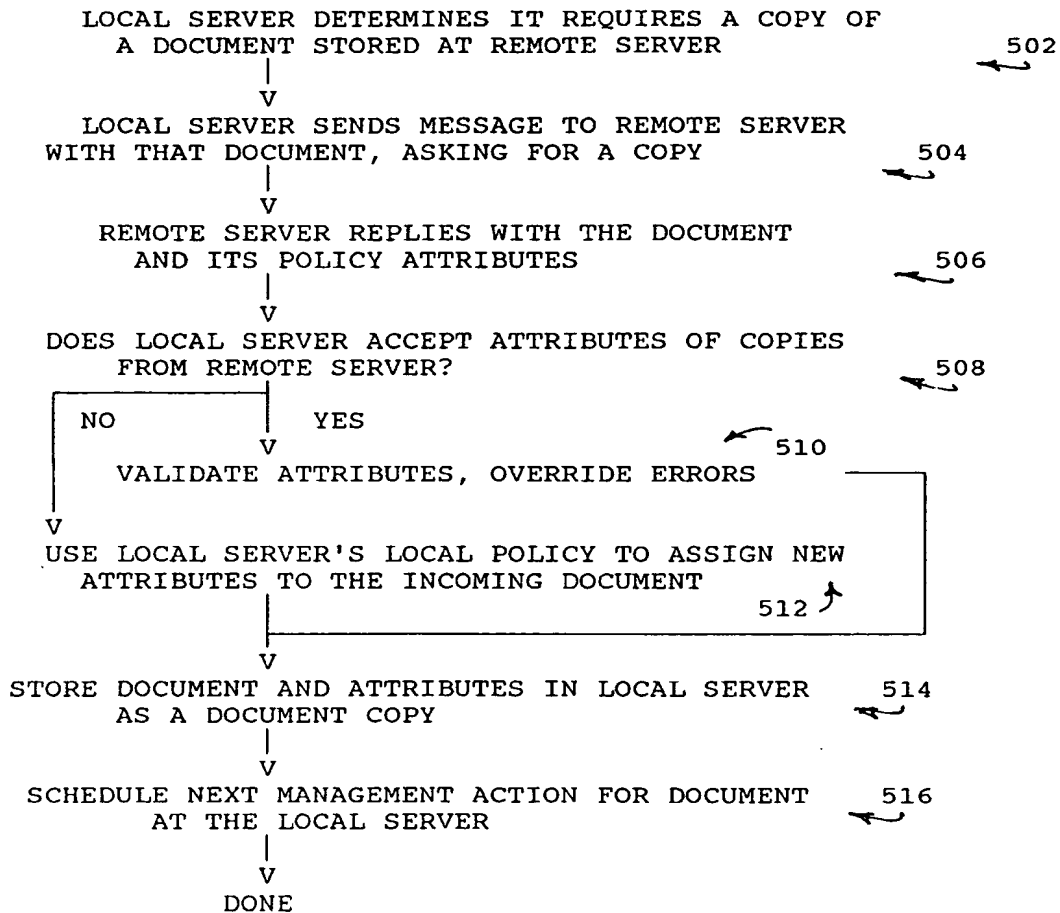 LOCAL SERVER DETERMINES IT REQUIRES A COPY OF
A DOCUMENT STORED AT REMOTE SERVER 502
V
LOCAL SERVER SENDS MESSAGE TO REMOTE SERVER
WITH THAT DOCUMENT, ASKING FOR A COPY 504
V
REMOTE SERVER REPLIES WITH THE DOCUMENT
AND ITS POLICY ATTRIBUTES 506
V
DOES LOCAL SERVER ACCEPT ATTRIBUTES OF COPIES
FROM REMOTE SERVER? 508
NO YES
V 510
VALIDATE ATTRIBUTES, OVERRIDE ERRORS
V
USE LOCAL SERVER'S LOCAL POLICY TO ASSIGN NEW
ATTRIBUTES TO THE INCOMING DOCUMENT
512
V
STORE DOCUMENT AND ATTRIBUTES IN LOCAL SERVER 514
AS A DOCUMENT COPY
V
SCHEDULE NEXT MANAGEMENT ACTION FOR DOCUMENT 516
AT THE LOCAL SERVER
V
DONE